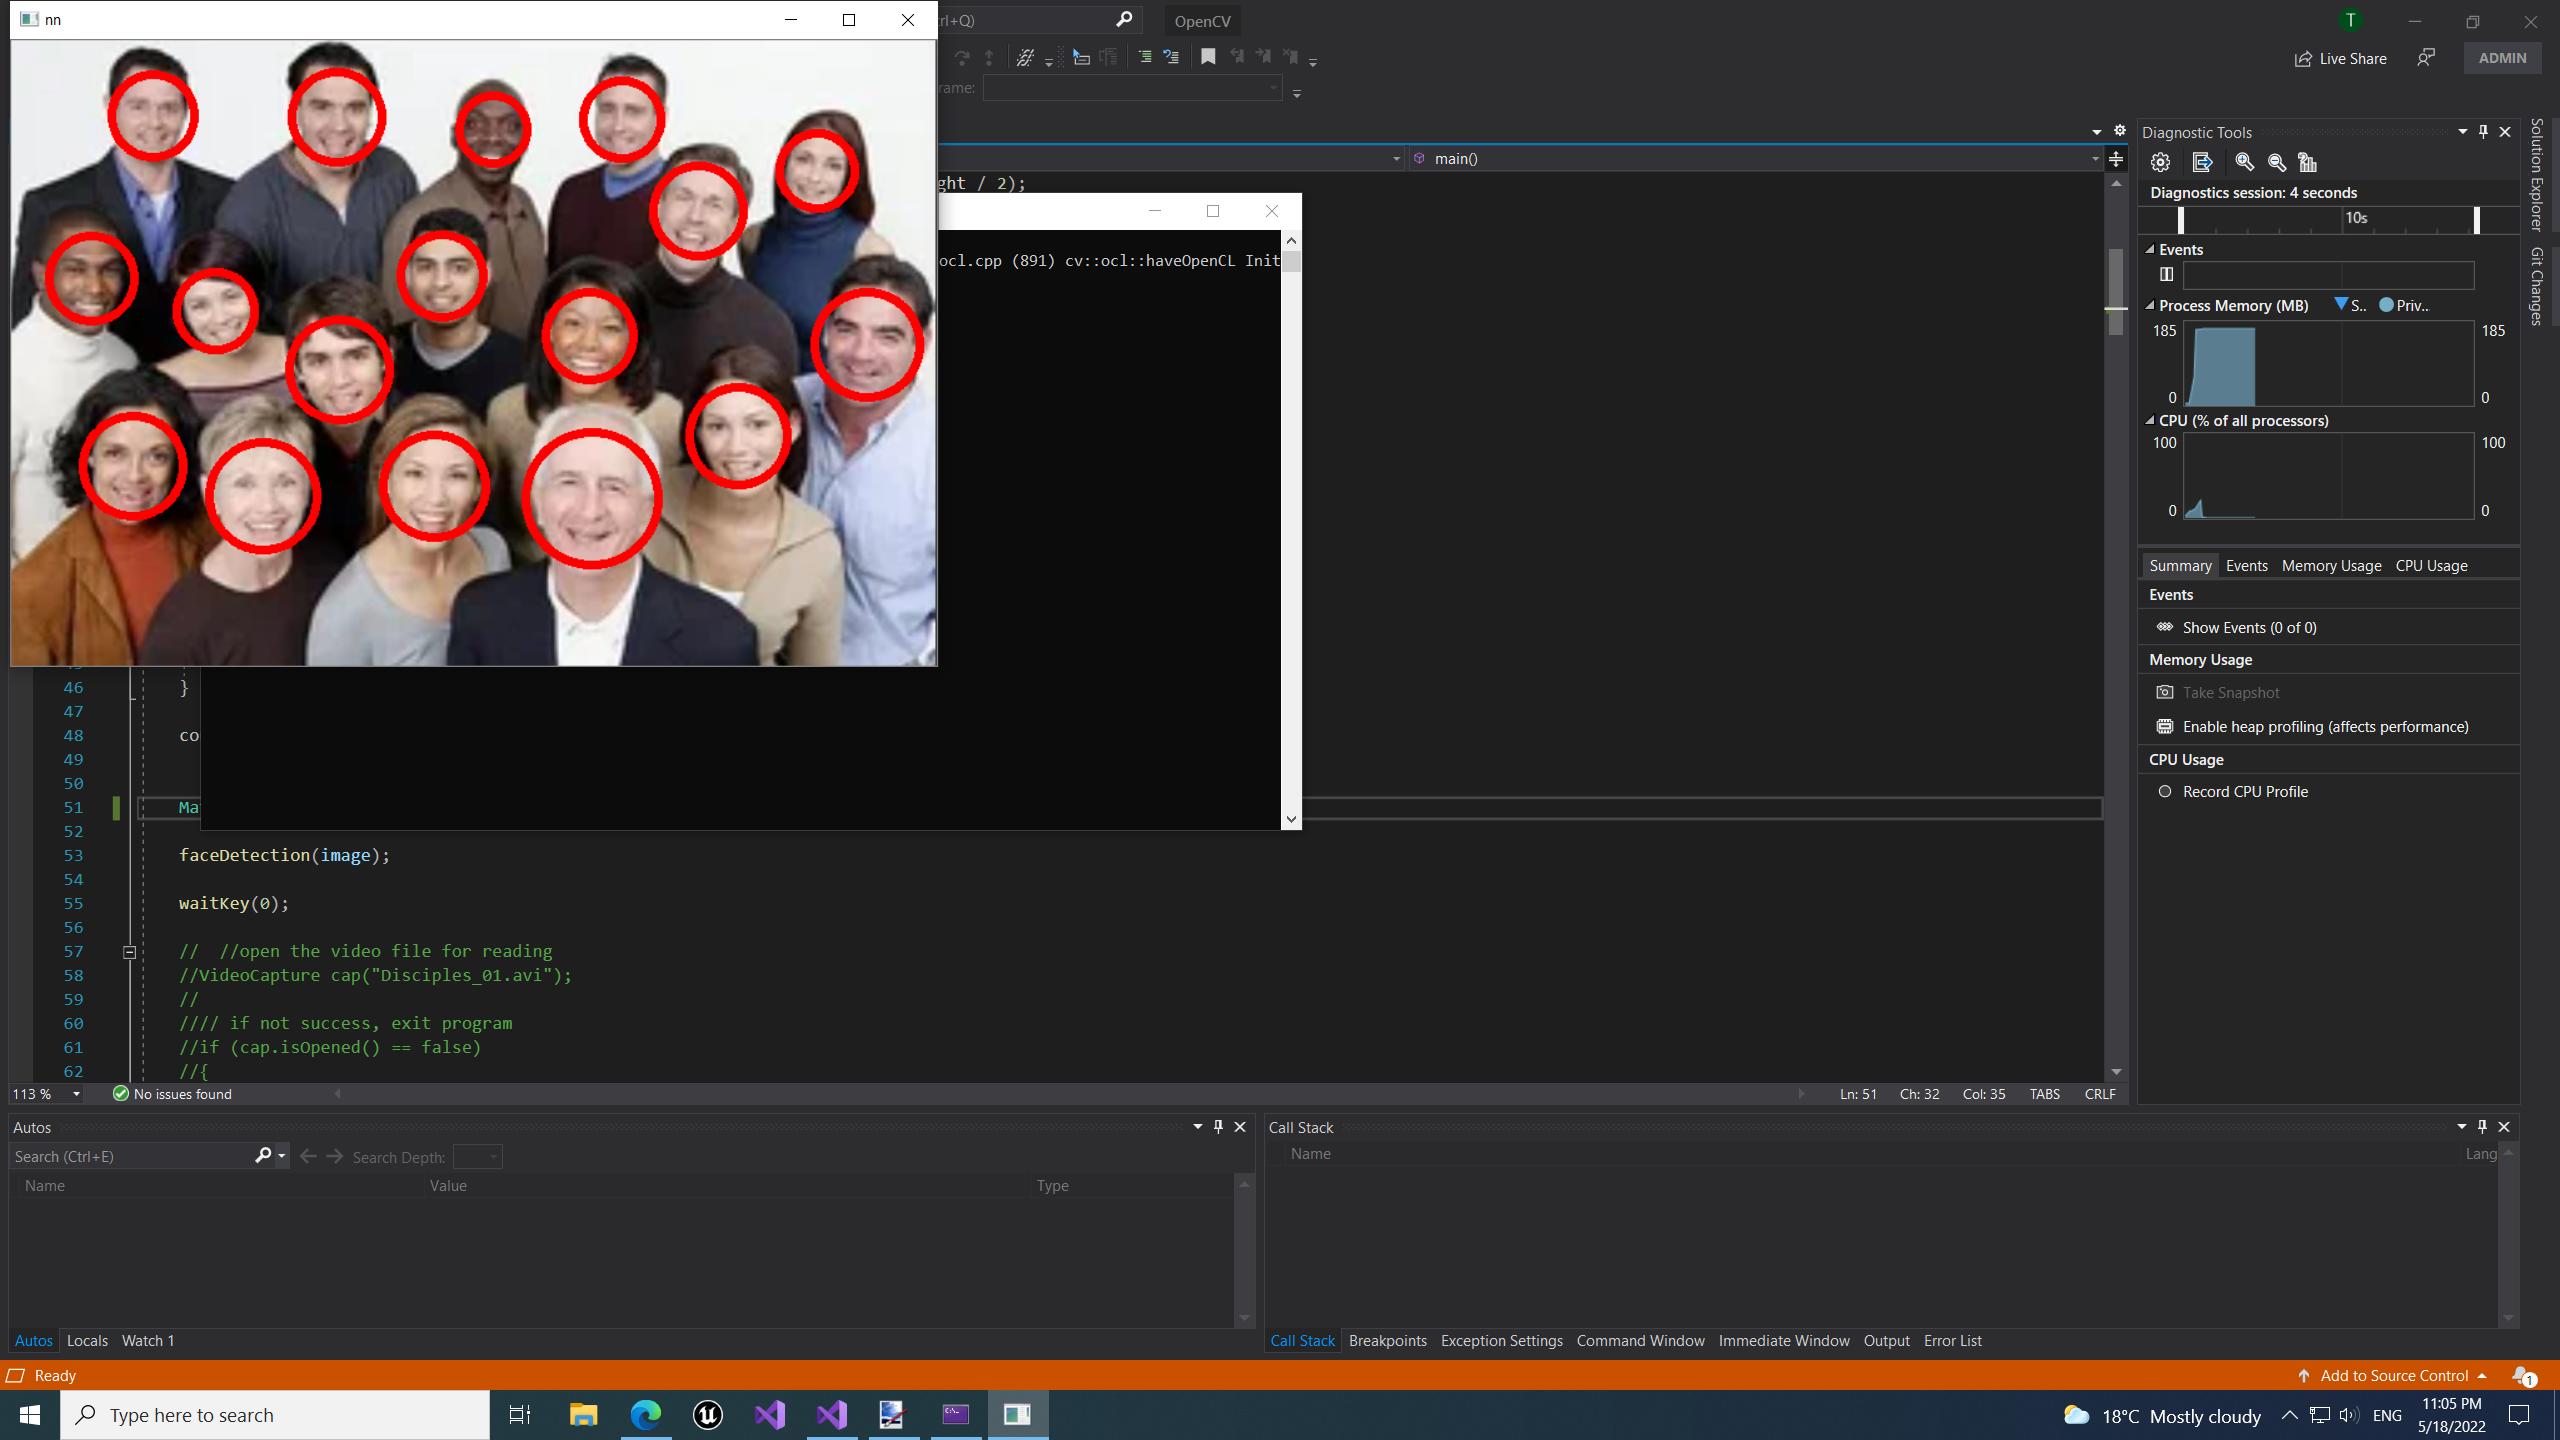 nn
rl+Q)
OpenCV
T
Live Share
ADMIN
rame:
main()
ght / 2);
ocl.cpp (891) cv::ocl::haveOpenCL Init
46
}
47
48
co
49
50
51
Ma
52
53
faceDetection(image);
54
55
waitKey(0);
56
57
//  //open the video file for reading
58
//VideoCapture cap("Disciples_01.avi");
59
//
60
//// if not success, exit program
61
//if (cap.isOpened() == false)
62
//{
113 %
No issues found
Ln: 51
Ch: 32
Col: 35
TABS
CRLF
Diagnostic Tools
Diagnostics session: 4 seconds
10s
Events
Process Memory (MB)
S..
Priv...
185
185
0
0
CPU (% of all processors)
100
100
0
0
Summary
Events
Memory Usage
CPU Usage
Events
Show Events (0 of 0)
Memory Usage
Take Snapshot
Enable heap profiling (affects performance)
CPU Usage
Record CPU Profile
Solution Explorer
Git Changes
Autos
Search (Ctrl+E)
Search Depth:
Name
Value
Type
Autos
Locals
Watch 1
Call Stack
Name
Lang
Call Stack
Breakpoints
Exception Settings
Command Window
Immediate Window
Output
Error List
Ready
Add to Source Control
1
Type here to search
18°C Mostly cloudy
ENG
11:05 PM
5/18/2022